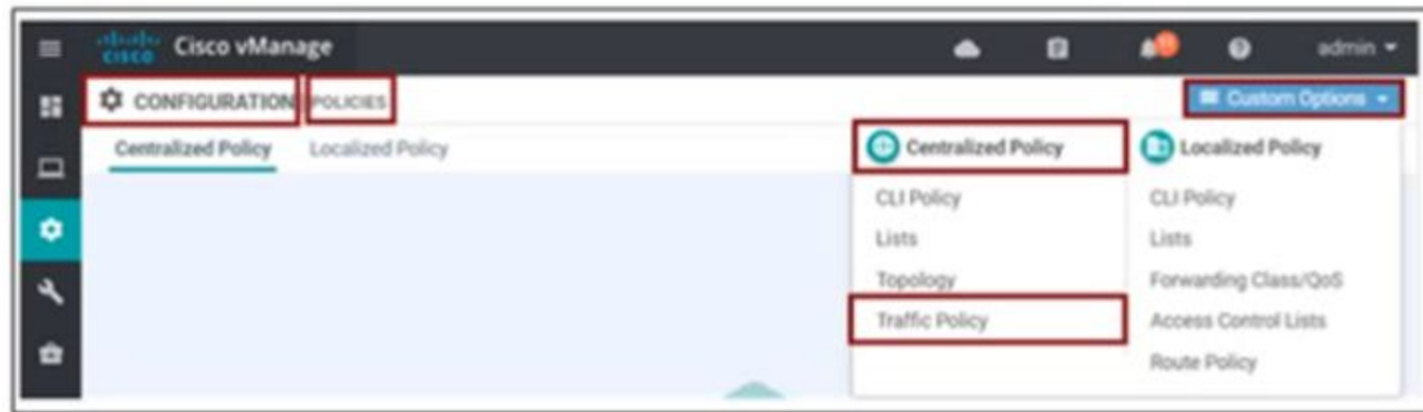 CISCO Cisco vManage admin
CONFIGURATION POLICIES Custom Options
Centralized Policy Localized Policy
Centralized Policy Localized Policy
CLI Policy CLI Policy
Lists Lists
Topology Forwarding Class/QoS
Traffic Policy Access Control Lists
Route Policy